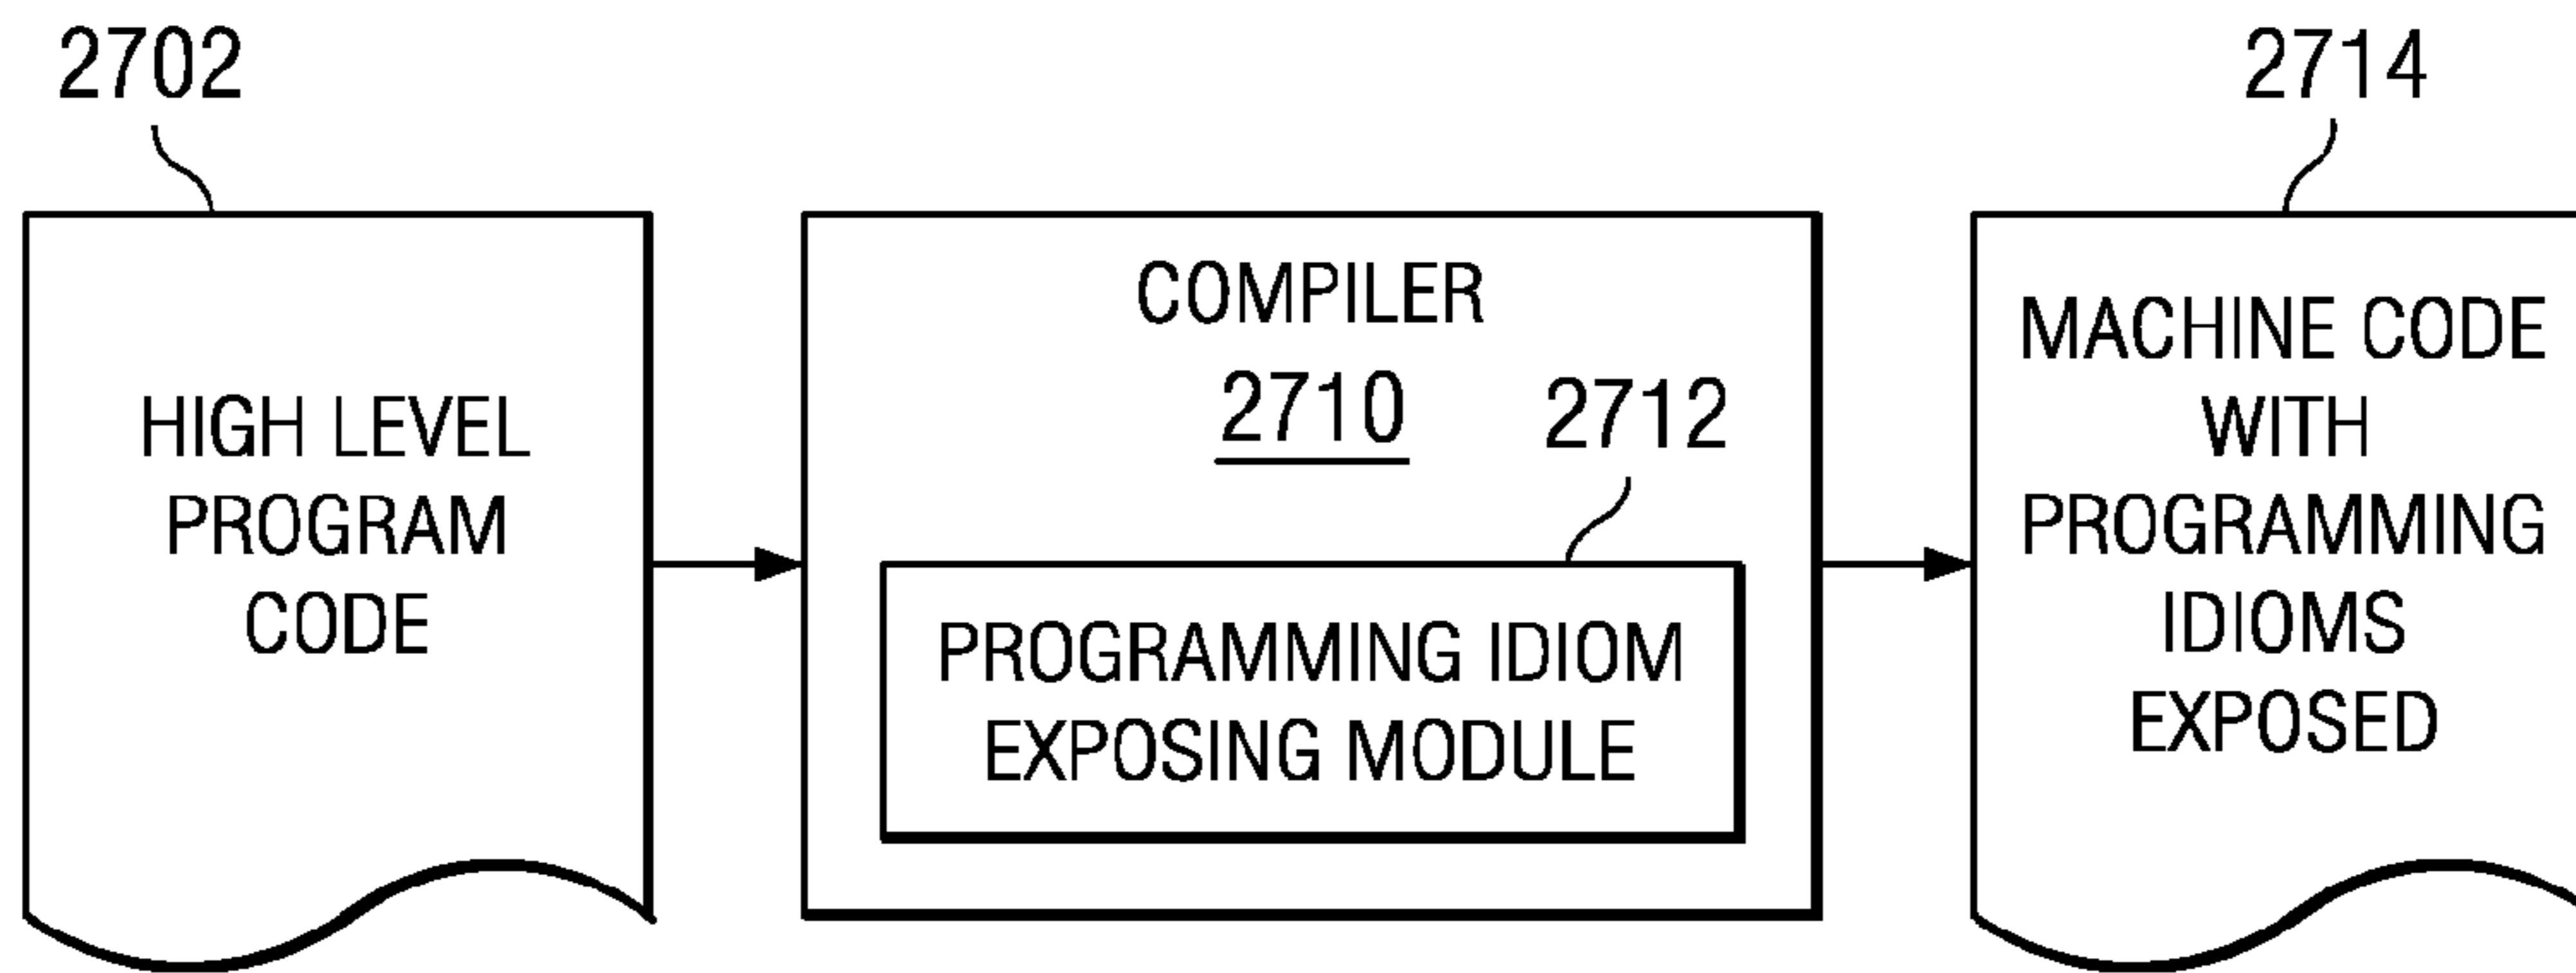 2702
HIGH LEVEL
PROGRAM
CODE
COMPILER
2710
2712
PROGRAMMING IDIOM
EXPOSING MODULE
2714
MACHINE CODE
WITH
PROGRAMMING
IDIOMS
EXPOSED